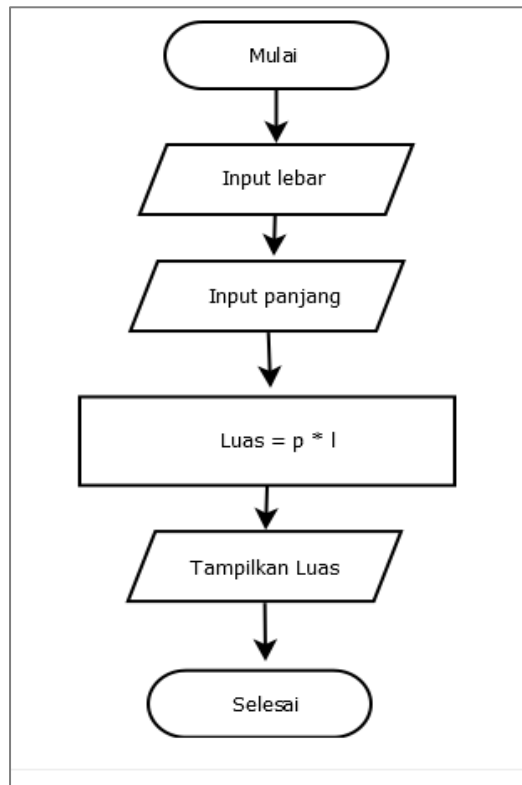 Mulai
Input lebar
Input panjang
Luas = p * l
Tampilkan Luas
Selesai